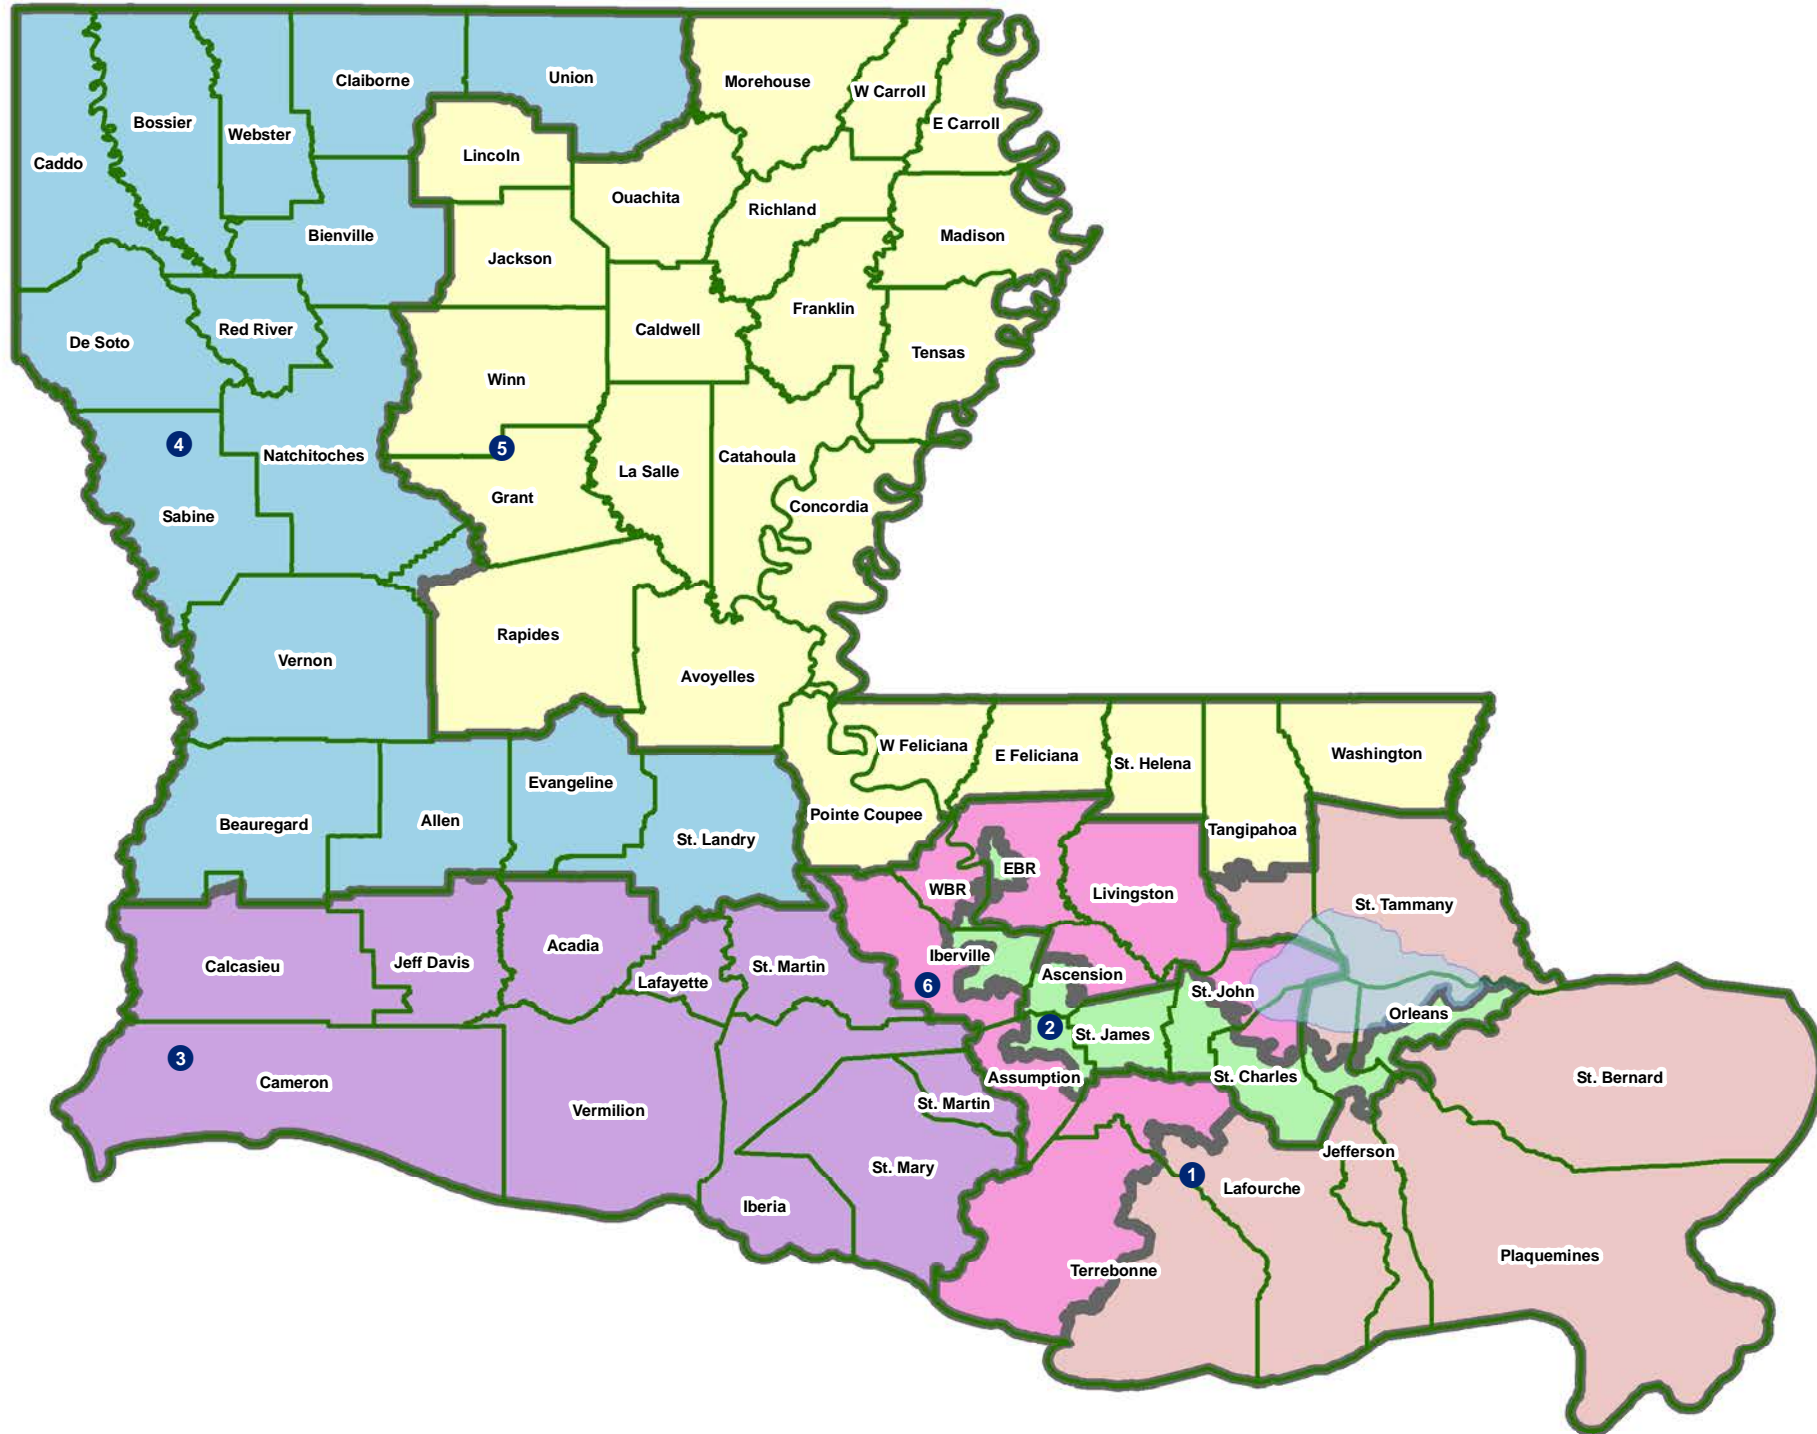 Morehouse
Union
Claiborne
W Carroll
Bossier
E Carroll
Webster
Lincoln
Caddo
Ouachita
Richland
Bienville
Madison
Jackson
Franklin
Red River
Caldwell
De Soto
Tensas
Winn
4
5
Natchitoches
Catahoula
La Salle
Grant
Concordia
Sabine
Rapides
Vernon
Avoyelles
W Feliciana
E Feliciana
St. Helena
Washington
Evangeline
Pointe Coupee
Allen
Beauregard
Tangipahoa
St. Landry
EBR
WBR
Livingston
St. Tammany
Acadia
Iberville
Jeff Davis
Calcasieu
St. Martin
Ascension
Lafayette
6
St. John
Orleans
2
St. James
3
Cameron
Assumption
St. Charles
St. Bernard
St. Martin
Vermilion
Jefferson
St. Mary
1
Lafourche
Iberia
Plaquemines
Terrebonne